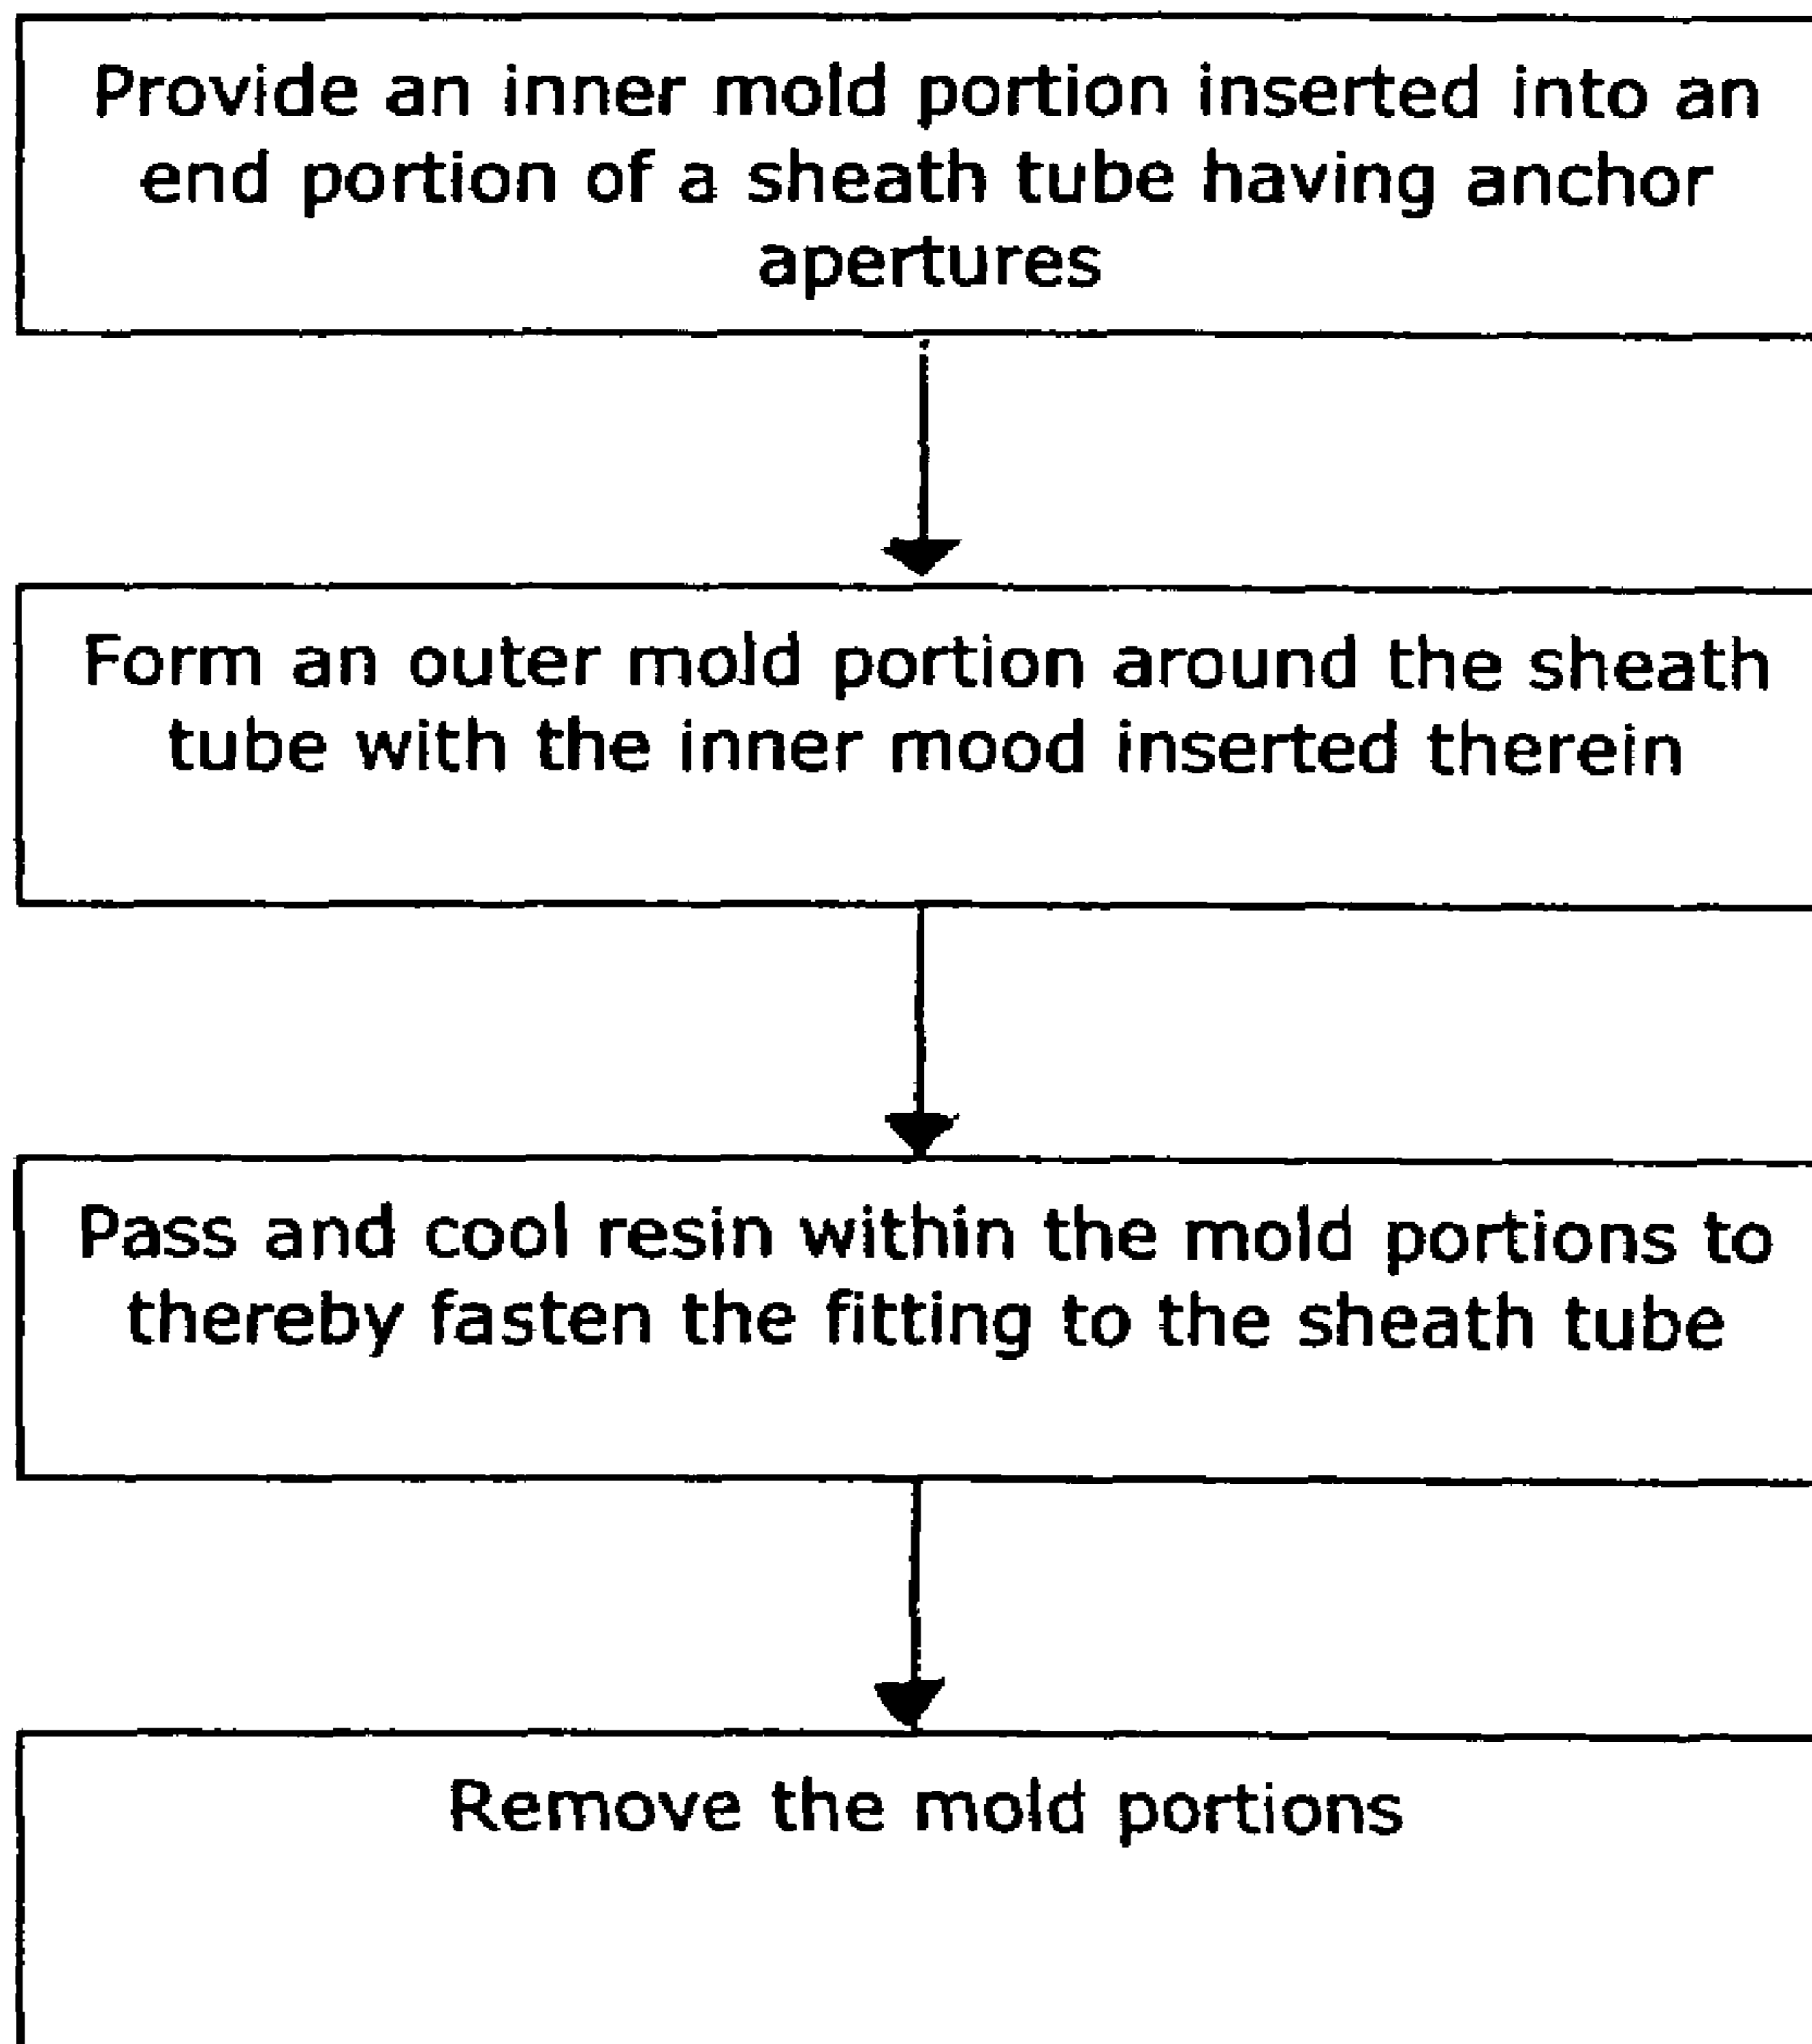 Provide an inner mold portion inserted into an
end portion of a sheath tube having anchor
apertures
Form an outer mold portion around the sheath
tube with the inner mood inserted therein
Pass and cool resin within the mold portions to
thereby fasten the fitting to the sheath tube
Remove the mold portions